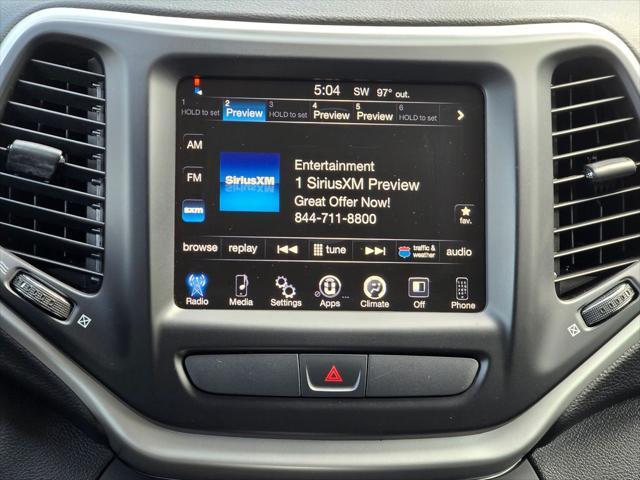 5:04 SW 97° out.
1 2 3 4 5 6
HOLD to set Preview HOLD to set Preview Preview HOLD to set
AM
FM
sxm
SiriusXM
Entertainment
1 SiriusXM Preview
Great Offer Now!
844-711-8800
fav.
browse replay tune traffic & weather audio
Radio Media Settings Apps Climate Off Phone